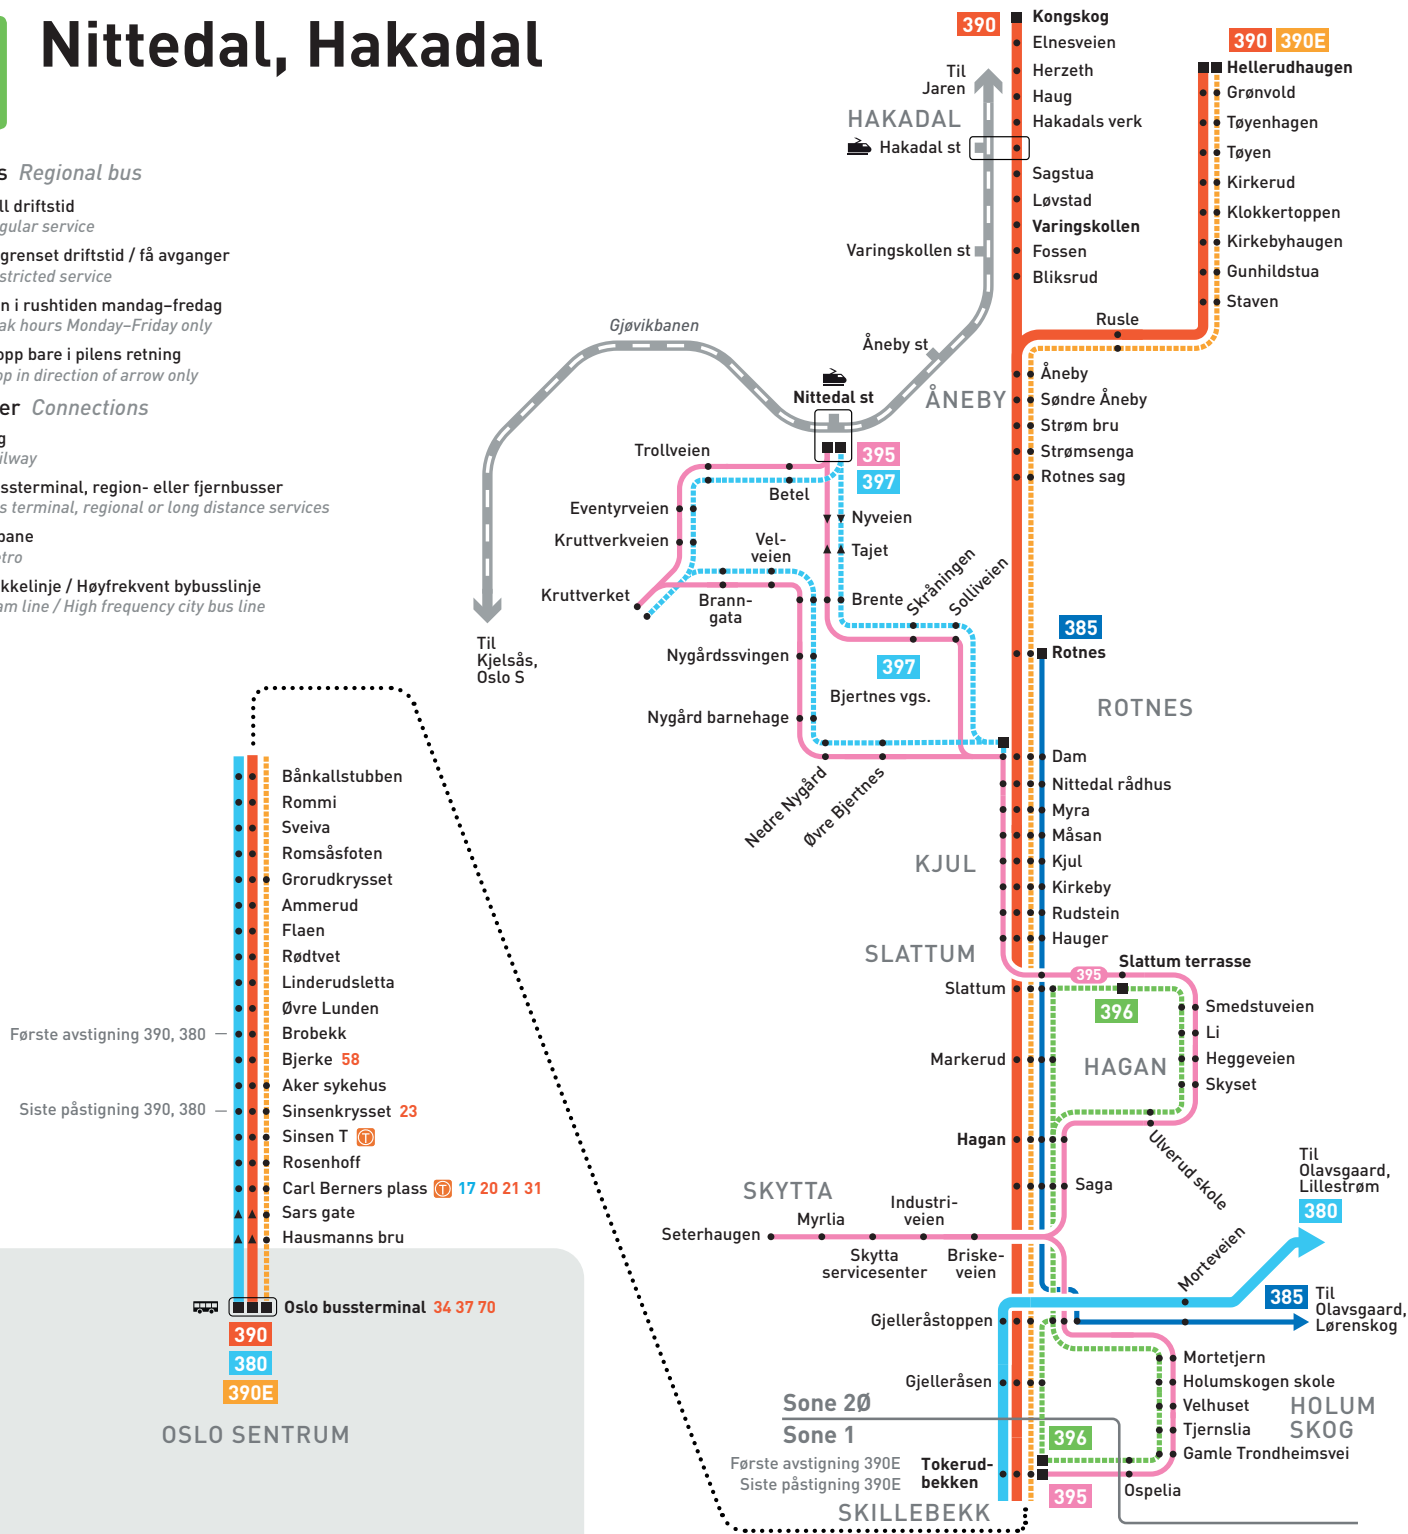 Nittedal, Hakadal
s Regional bus
ll driftstid
gular service
grenset driftstid / få avganger
stricted service
n i rushtiden mandag–fredag
ak hours Monday–Friday only
opp bare i pilens retning
op in direction of arrow only
er Connections
g
ilway
ssterminal, region- eller fjernbusser
s terminal, regional or long distance services
bane
etro
kkelinje / Høyfrekvent bybusslinje
am line / High frequency city bus line
390
Kongskog
Elnesveien
Herzeth
Haug
Hakadals verk
Til
Jaren
HAKADAL
Hakadal st
Sagstua
Løvstad
Varingskollen
Fossen
Bliksrud
Varingskollen st
390 390E
Hellerudhaugen
Grønvold
Tøyenhagen
Tøyen
Kirkerud
Klokkertoppen
Kirkebyhaugen
Gunhildstua
Staven
Rusle
Gjøvikbanen
Åneby st
Nittedal st
ÅNEBY
Åneby
Søndre Åneby
Strøm bru
Strømsenga
Rotnes sag
395
397
Trollveien
Betel
Eventyrveien
Kruttverkveien
Kruttverket
Vel-
veien
Brann-
gata
Nyveien
Tajet
Brente
Skråningen
Solliveien
Nygårdssvingen
Nygård barnehage
397
Bjertnes vgs.
Nedre Nygård
Øvre Bjertnes
Til
Kjelsås,
Oslo S
385
Rotnes
ROTNES
Dam
Nittedal rådhus
Myra
Måsan
Kjul
Kirkeby
Rudstein
Hauger
KJUL
SLATTUM
Slattum terrasse
395
Slattum
396
Smedstuveien
Li
Heggeveien
Skyset
Markerud
HAGAN
Hagan
Ulverud skole
Saga
SKYTTA
Seterhaugen
Myrlia
Skytta
servicesenter
Industri-
veien
Briske-
veien
Til
Olavsgaard,
Lillestrøm
380
Morteveien
385
Til
Olavsgaard,
Lørenskog
Gjelleråstoppen
Mortetjern
Holumskogen skole
Velhuset
Tjernslia
Gamle Trondheimsvei
HOLUM
SKOG
Gjelleråsen
Sone 2Ø
Sone 1
Første avstigning 390E
Siste påstigning 390E
Tokerud-
bekken
396
395
Ospelia
SKILLEBEKK
Bånkallstubben
Rommi
Sveiva
Romsåsfoten
Grorudkrysset
Ammerud
Flaen
Rødtvet
Linderudsletta
Øvre Lunden
Første avstigning 390, 380
Brobekk
Bjerke 58
Aker sykehus
Siste påstigning 390, 380
Sinsenkrysset 23
Sinsen T T
Rosenhoff
Carl Berners plass T 17 20 21 31
Sars gate
Hausmanns bru
Oslo bussterminal 34 37 70
390
380
390E
OSLO SENTRUM